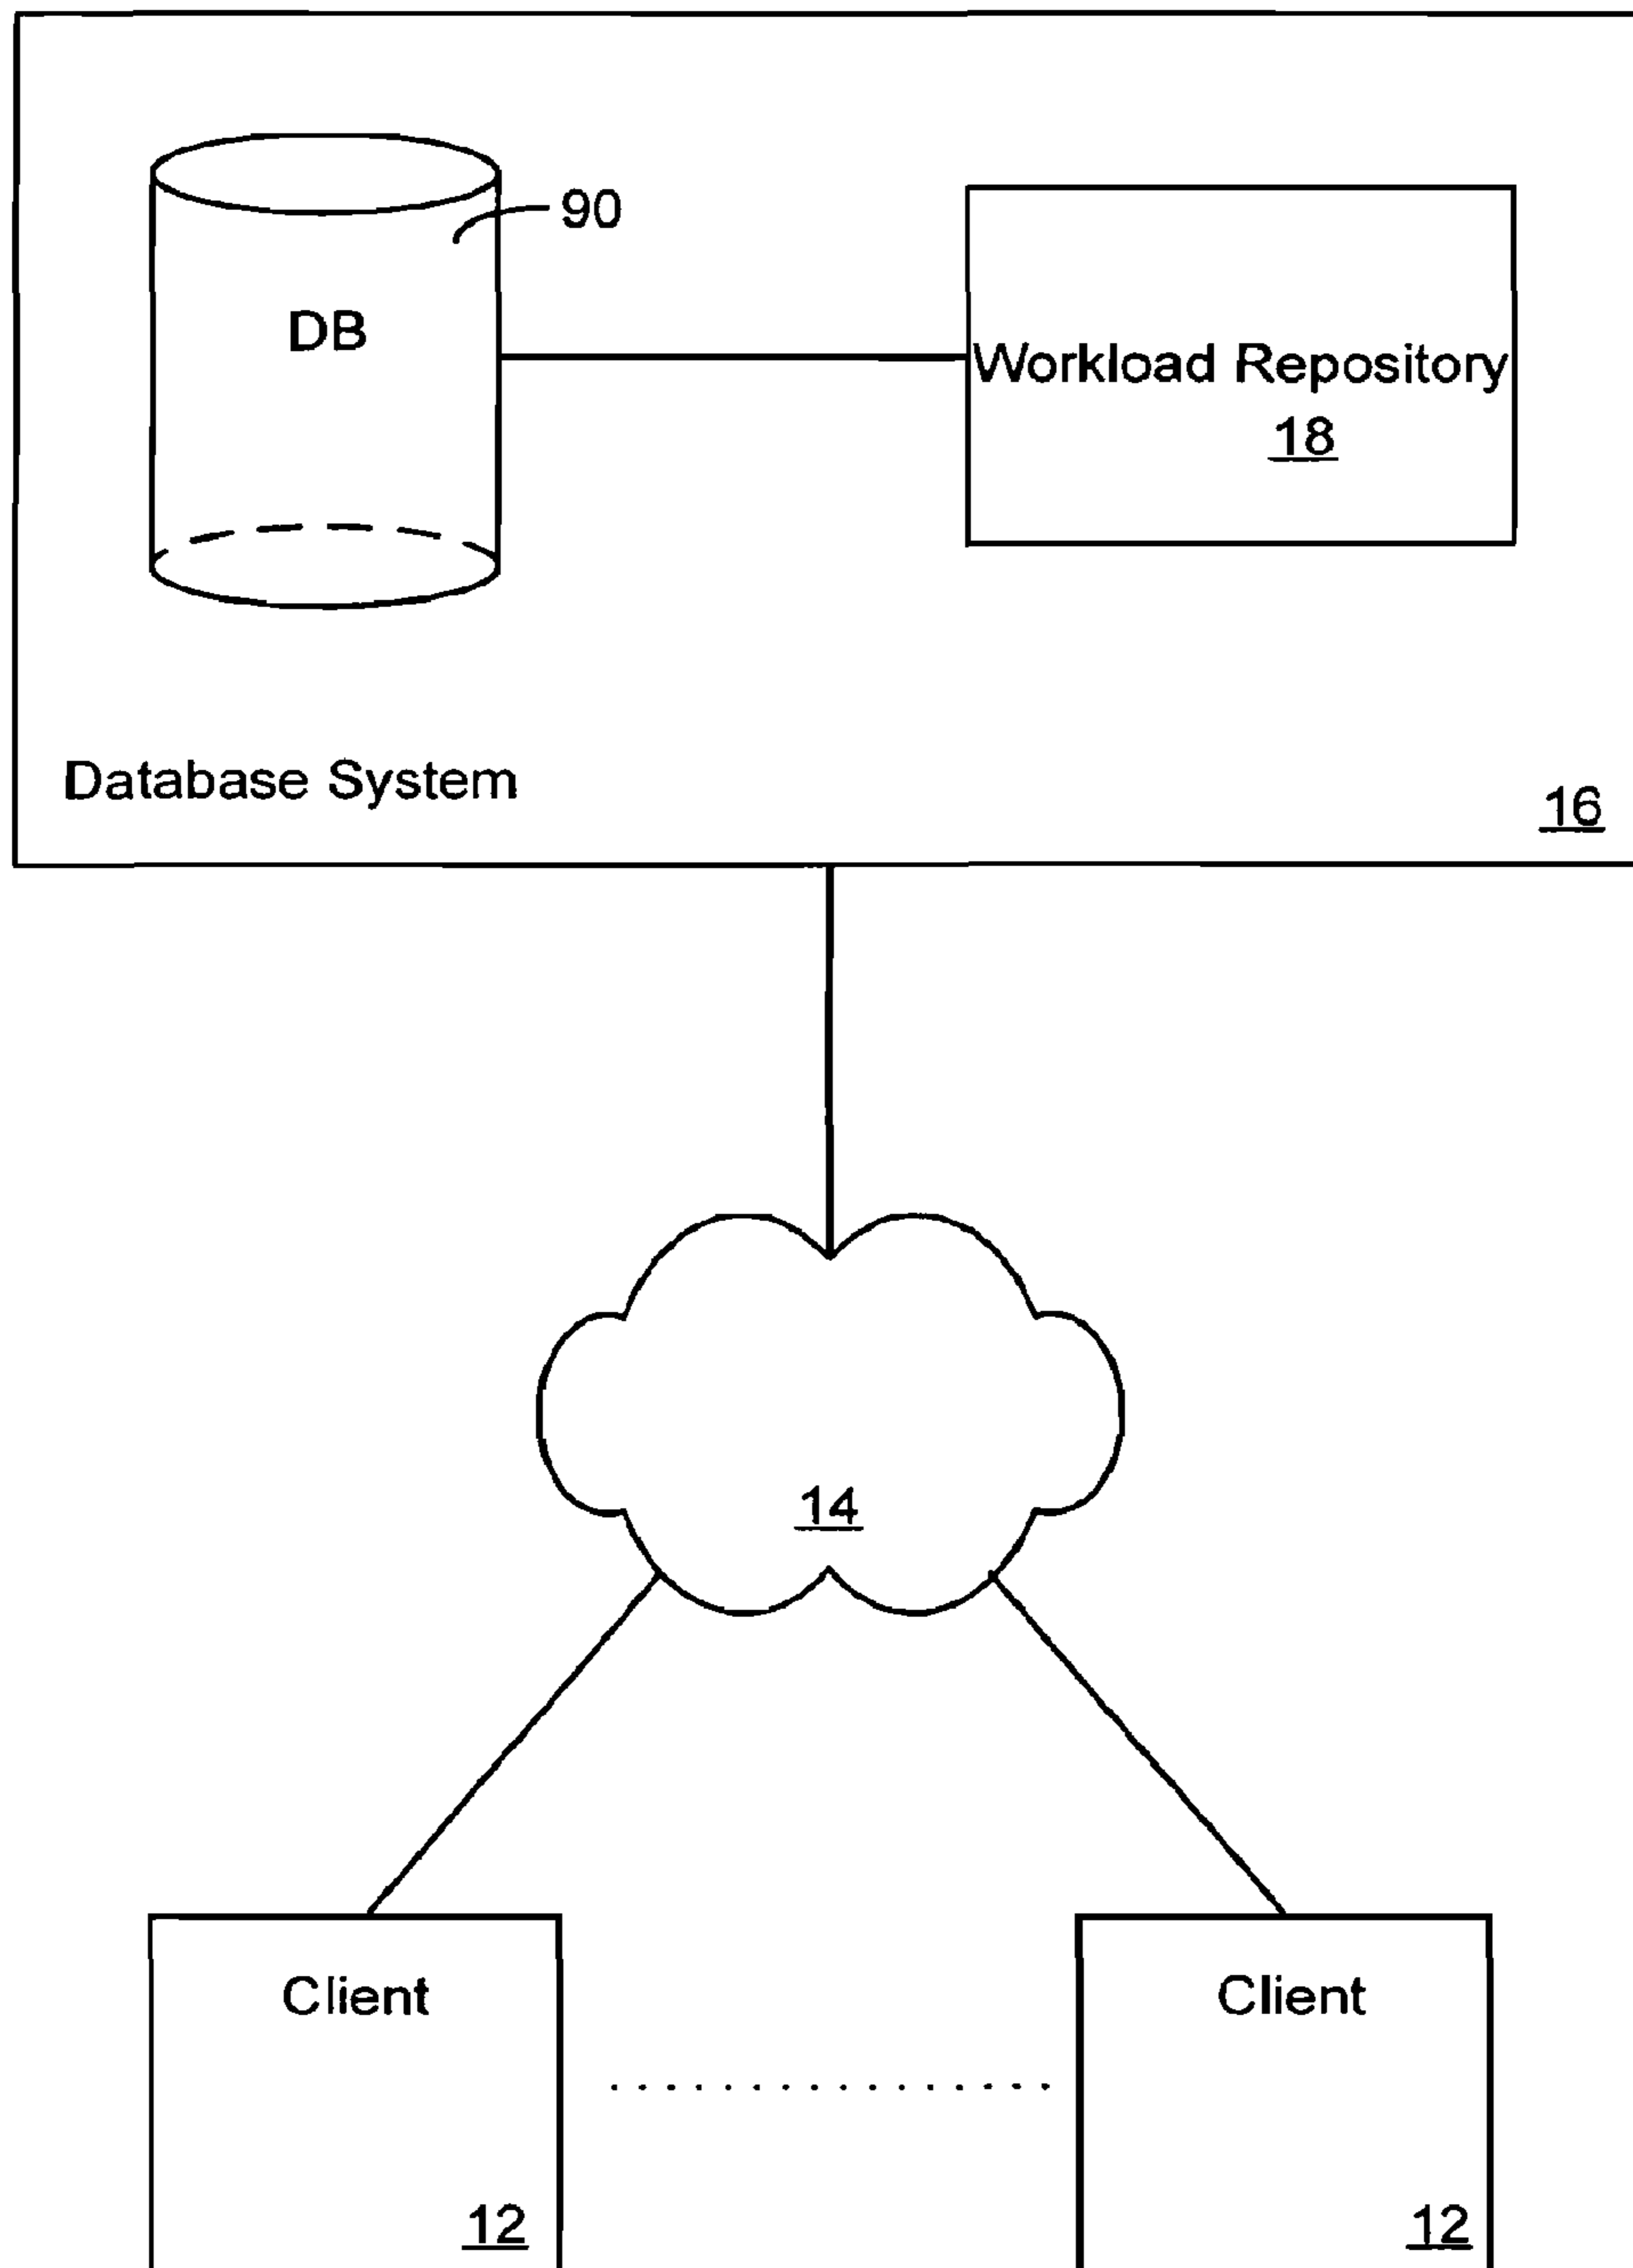 90
DB
Workload Repository
18
Database System
16
14
Client
Client
12
12